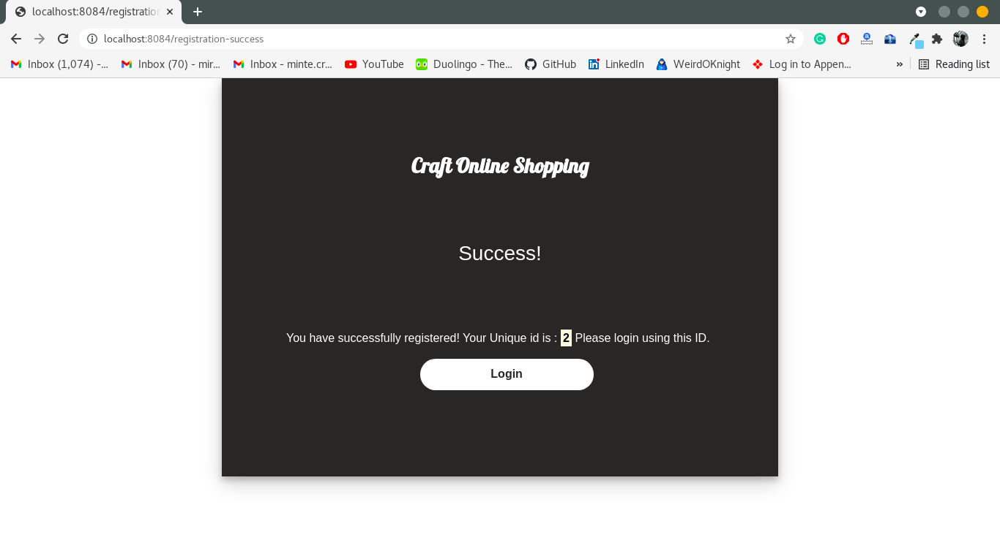 localhost:8084/registration
localhost:8084/registration-success
Inbox (1,074) -... Inbox (70) - mir... Inbox - minte.cr... YouTube Duolingo - The... GitHub LinkedIn WeirdOKnight Log in to Appen... » Reading list
Craft Online Shopping
Success!
You have successfully registered! Your Unique id is : 2 Please login using this ID.
Login